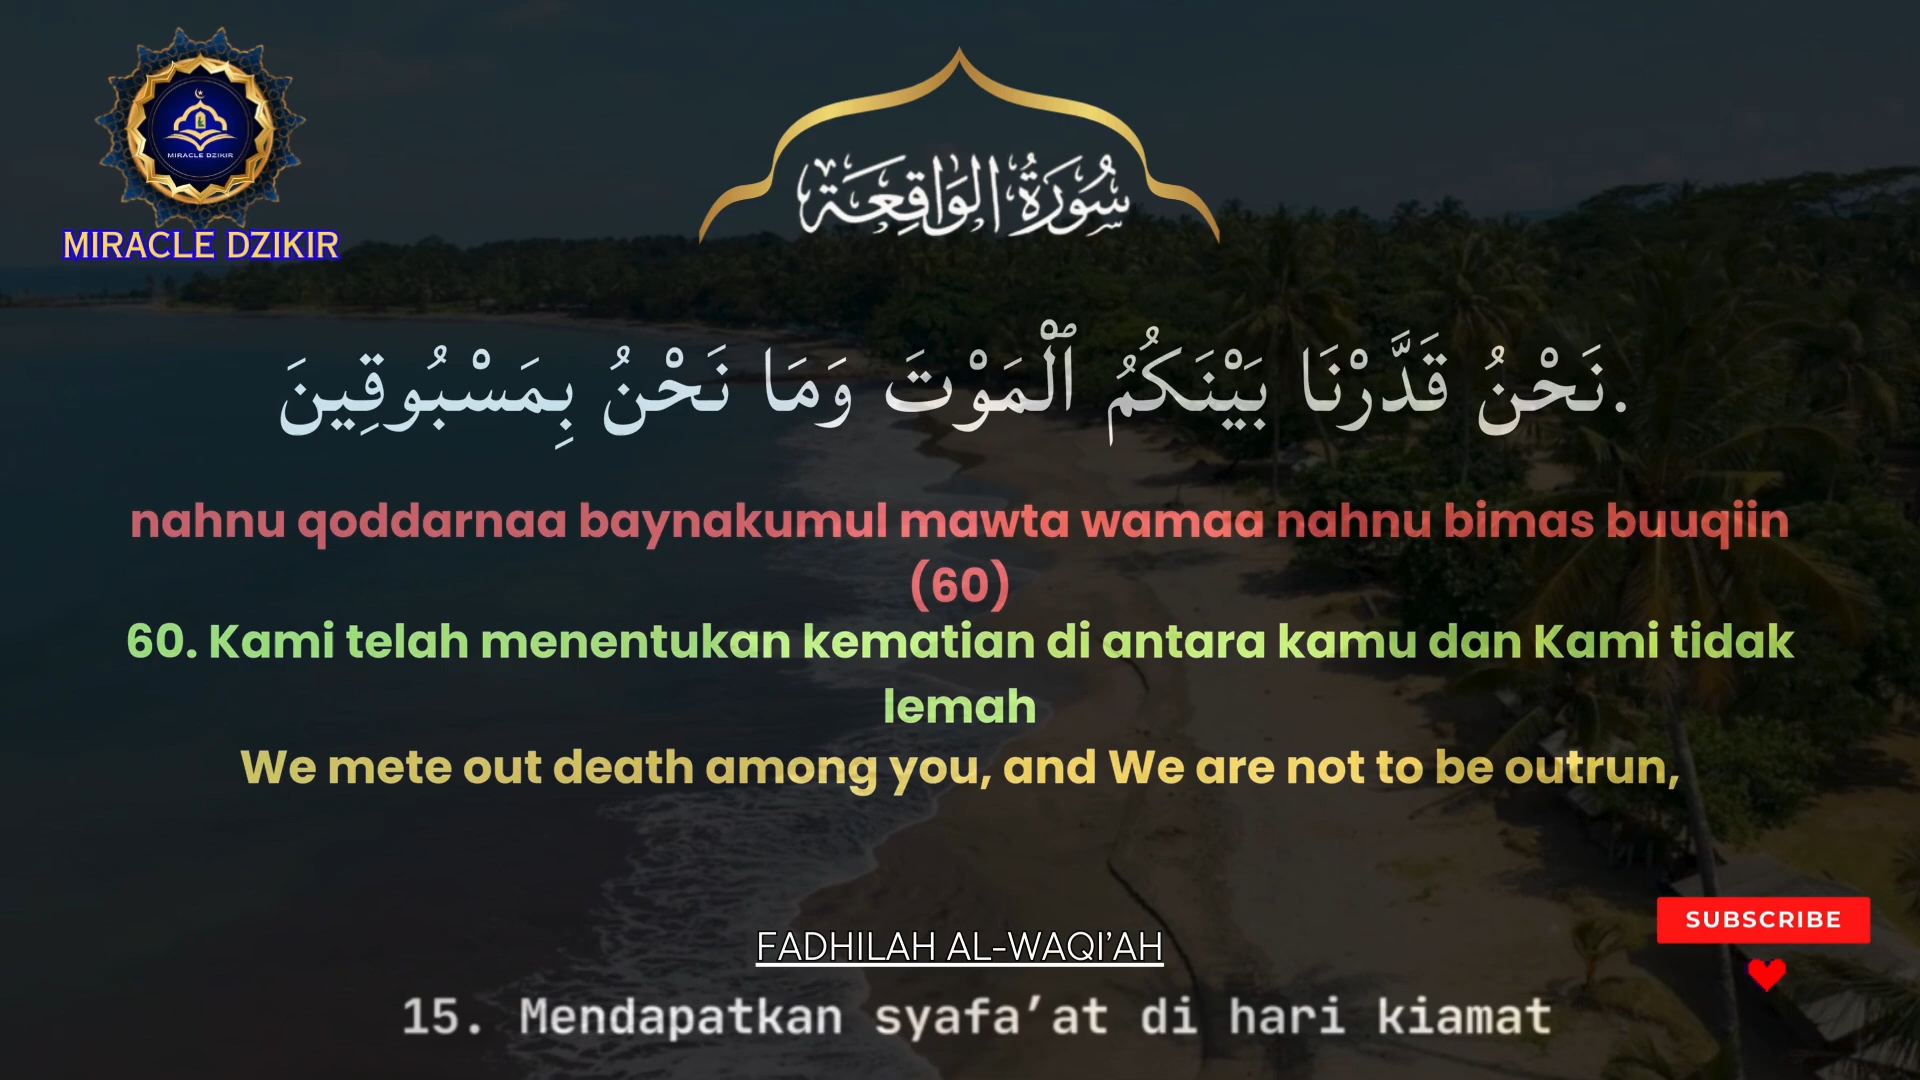 MIRACLE DZIKIR
MIRACLE DZIKIR
سُورَةُ الوَاقِعَة
نَحْنُ قَدَّرْنَا بَيْنَكُمُ ٱلْمَوْتَ وَمَا نَحْنُ بِمَسْبُوقِينَ.
nahnu qoddarnaa baynakumul mawta wamaa nahnu bimas buuqiin
(60)
60. Kami telah menentukan kematian di antara kamu dan Kami tidak
lemah
We mete out death among you, and We are not to be outrun,
SUBSCRIBE
FADHILAH AL-WAQI'AH
15. Mendapatkan syafa'at di hari kiamat